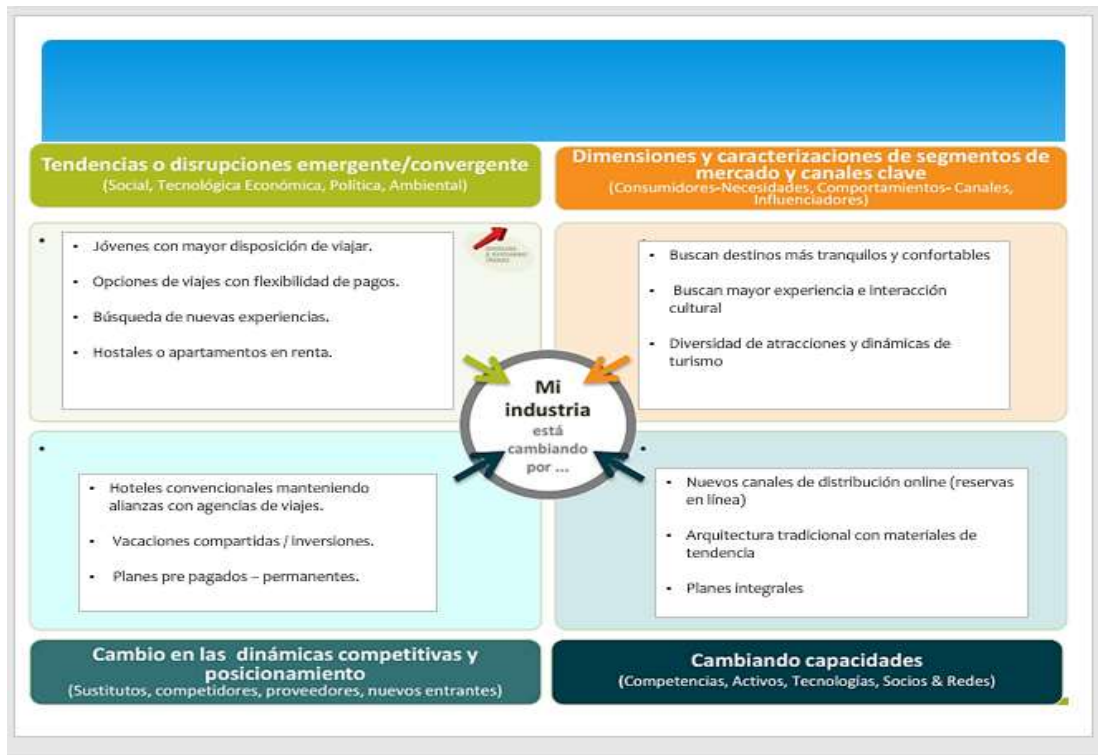 Tendencias o disrupciones emergente/convergente
(Social, Tecnológica Económica, Política, Ambiental)
Dimensiones y caracterizaciones de segmentos de
mercado y canales clave
(Consumidores-Necesidades, Comportamientos- Canales,
Influenciadores)
• Jóvenes con mayor disposición de viajar.
• Opciones de viajes con flexibilidad de pagos.
• Búsqueda de nuevas experiencias.
• Hostales o apartamentos en renta.
• Buscan destinos más tranquilos y confortables
• Buscan mayor experiencia e interacción
cultural
• Diversidad de atracciones y dinámicas de
turismo
Mi
industria
está
cambiando
por ...
• Hoteles convencionales manteniendo
alianzas con agencias de viajes.
• Vacaciones compartidas / inversiones.
• Planes pre pagados – permanentes.
• Nuevos canales de distribución online (reservas
en línea)
• Arquitectura tradicional con materiales de
tendencia
• Planes integrales
Cambio en las dinámicas competitivas y
posicionamiento
(Sustitutos, competidores, proveedores, nuevos entrantes)
Cambiando capacidades
(Competencias, Activos, Tecnologías, Socios & Redes)